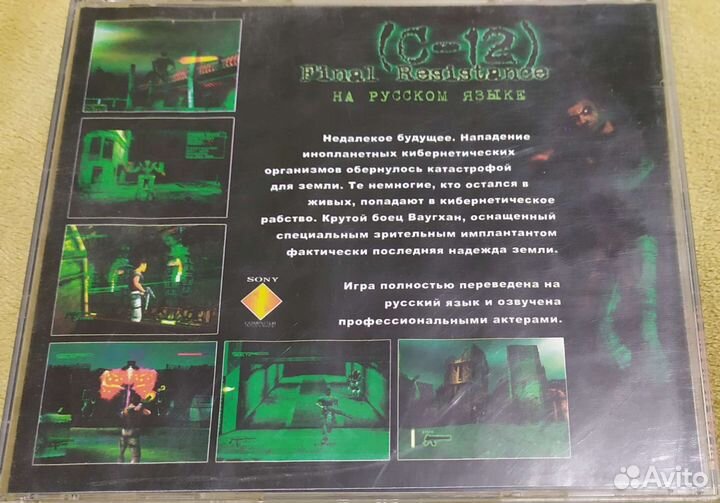 (C-12)
Final Resistance
НА РУССКОМ ЯЗЫКЕ
Недалекое будущее. Нападение
инопланетных кибернетических
организмов обернулось катастрофой
для земли. Те немногие, кто остался в
живых, попадают в кибернетическое
рабство. Крутой боец Ваугхан, оснащенный
специальным зрительным имплантантом
фактически последняя надежда земли.
SONY
COMPUTER
Игра полностью переведена на
русский язык и озвучена
профессиональными актерами.
Avito